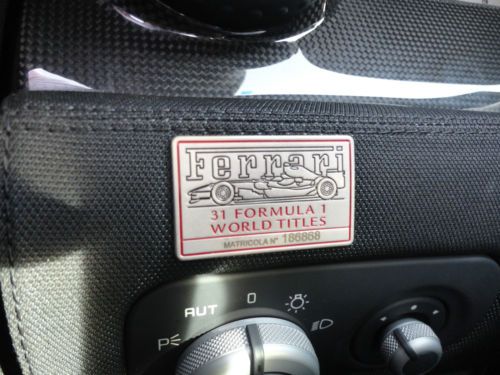 Ferrari
31 FORMULA 1
WORLD TITLES
MATRICOLA N° 186868
AUT 0
P